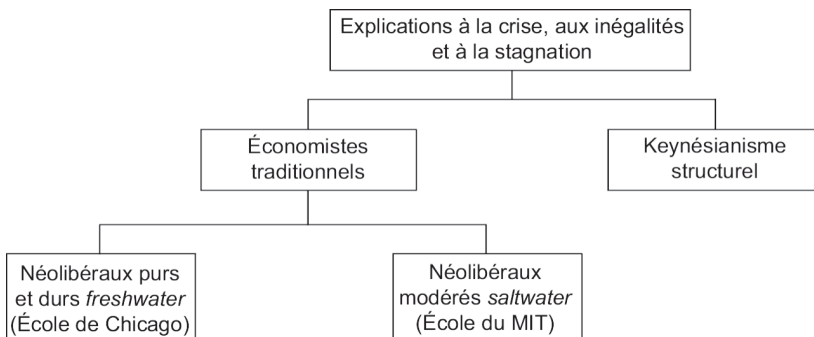 Explications à la crise, aux inégalités
et à la stagnation
Économistes
traditionnels
Keynésianisme
structurel
Néolibéraux purs
et durs freshwater
(École de Chicago)
Néolibéraux
modérés saltwater
(École du MIT)